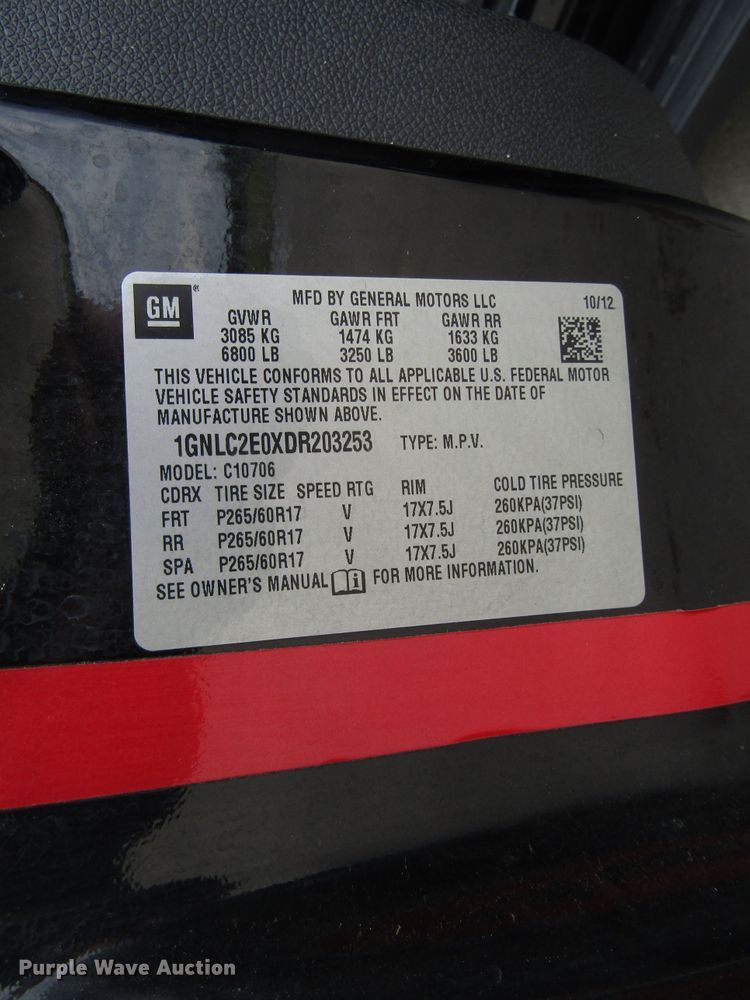 GM®
MFD BY GENERAL MOTORS LLC 10/12
GVWR GAWR FRT GAWR RR
3085 KG 1474 KG 1633 KG
6800 LB 3250 LB 3600 LB
THIS VEHICLE CONFORMS TO ALL APPLICABLE U.S. FEDERAL MOTOR
VEHICLE SAFETY STANDARDS IN EFFECT ON THE DATE OF
MANUFACTURE SHOWN ABOVE.
1GNLC2E0XDR203253 TYPE: M.P.V.
MODEL: C10706
CDRX TIRE SIZE SPEED RTG RIM COLD TIRE PRESSURE
FRT P265/60R17 V 17X7.5J 260KPA(37PSI)
RR P265/60R17 V 17X7.5J 260KPA(37PSI)
SPA P265/60R17 V 17X7.5J 260KPA(37PSI)
SEE OWNER'S MANUAL i FOR MORE INFORMATION.
Purple Wave Auction